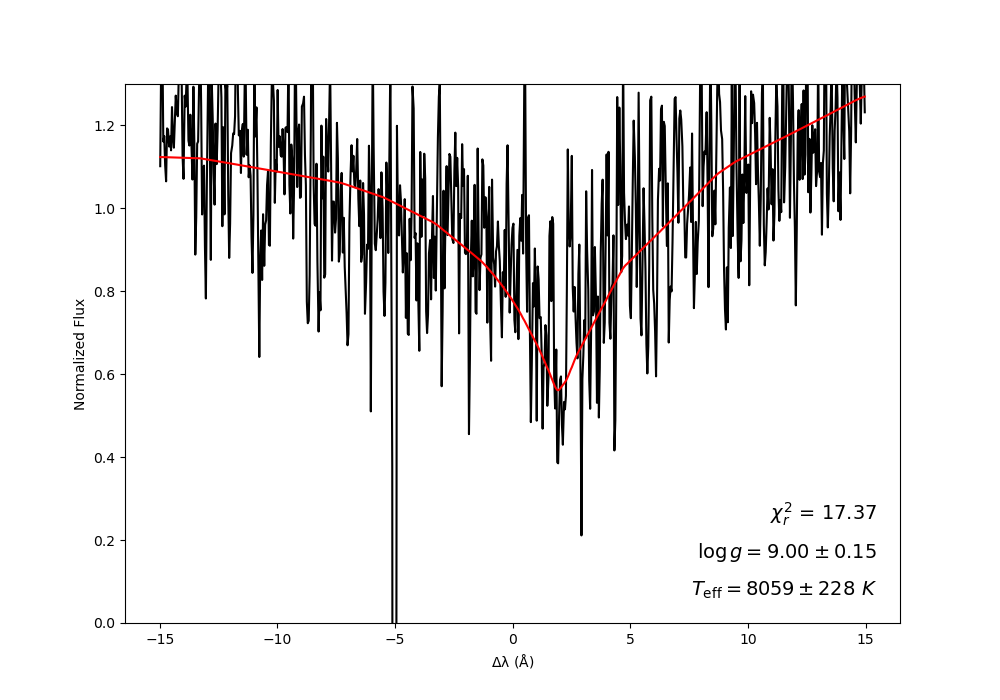 1.2
1.0
0.8
0.6
0.4
0.2
0.0
Normalized Flux
χ²ᵣ = 17.37
log g = 9.00 ± 0.15
T_eff = 8059 ± 228 K
−15
−10
−5
0
5
10
15
Δλ (Å)